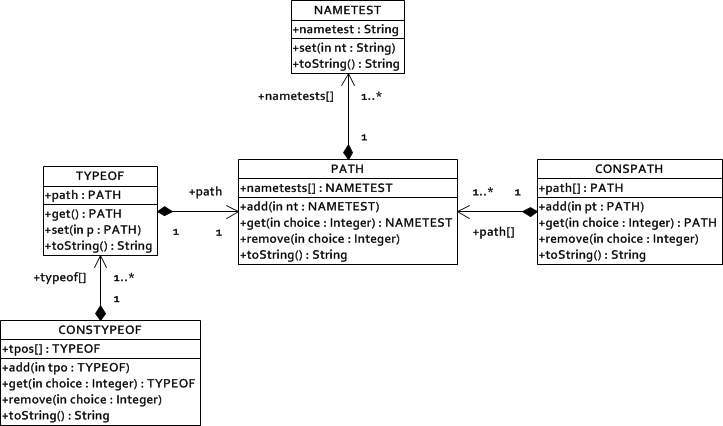 NAMETEST
+nametest : String
+set(in nt : String)
+toString() : String
+nametests[]
1..*
1
TYPEOF
+path : PATH
+get() : PATH
+set(in p : PATH)
+toString() : String
+path
1
1
PATH
+nametests[] : NAMETEST
+add(in nt : NAMETEST)
+get(in choice : Integer) : NAMETEST
+remove(in choice : Integer)
+toString() : String
1..*
1
+path[]
CONSPATH
+path[] : PATH
+add(in pt : PATH)
+get(in choice : Integer) : PATH
+remove(in choice : Integer)
+toString() : String
+typeof[]
1..*
1
CONSTYPEOF
+tpos[] : TYPEOF
+add(in tpo : TYPEOF)
+get(in choice : Integer) : TYPEOF
+remove(in choice : Integer)
+toString() : String